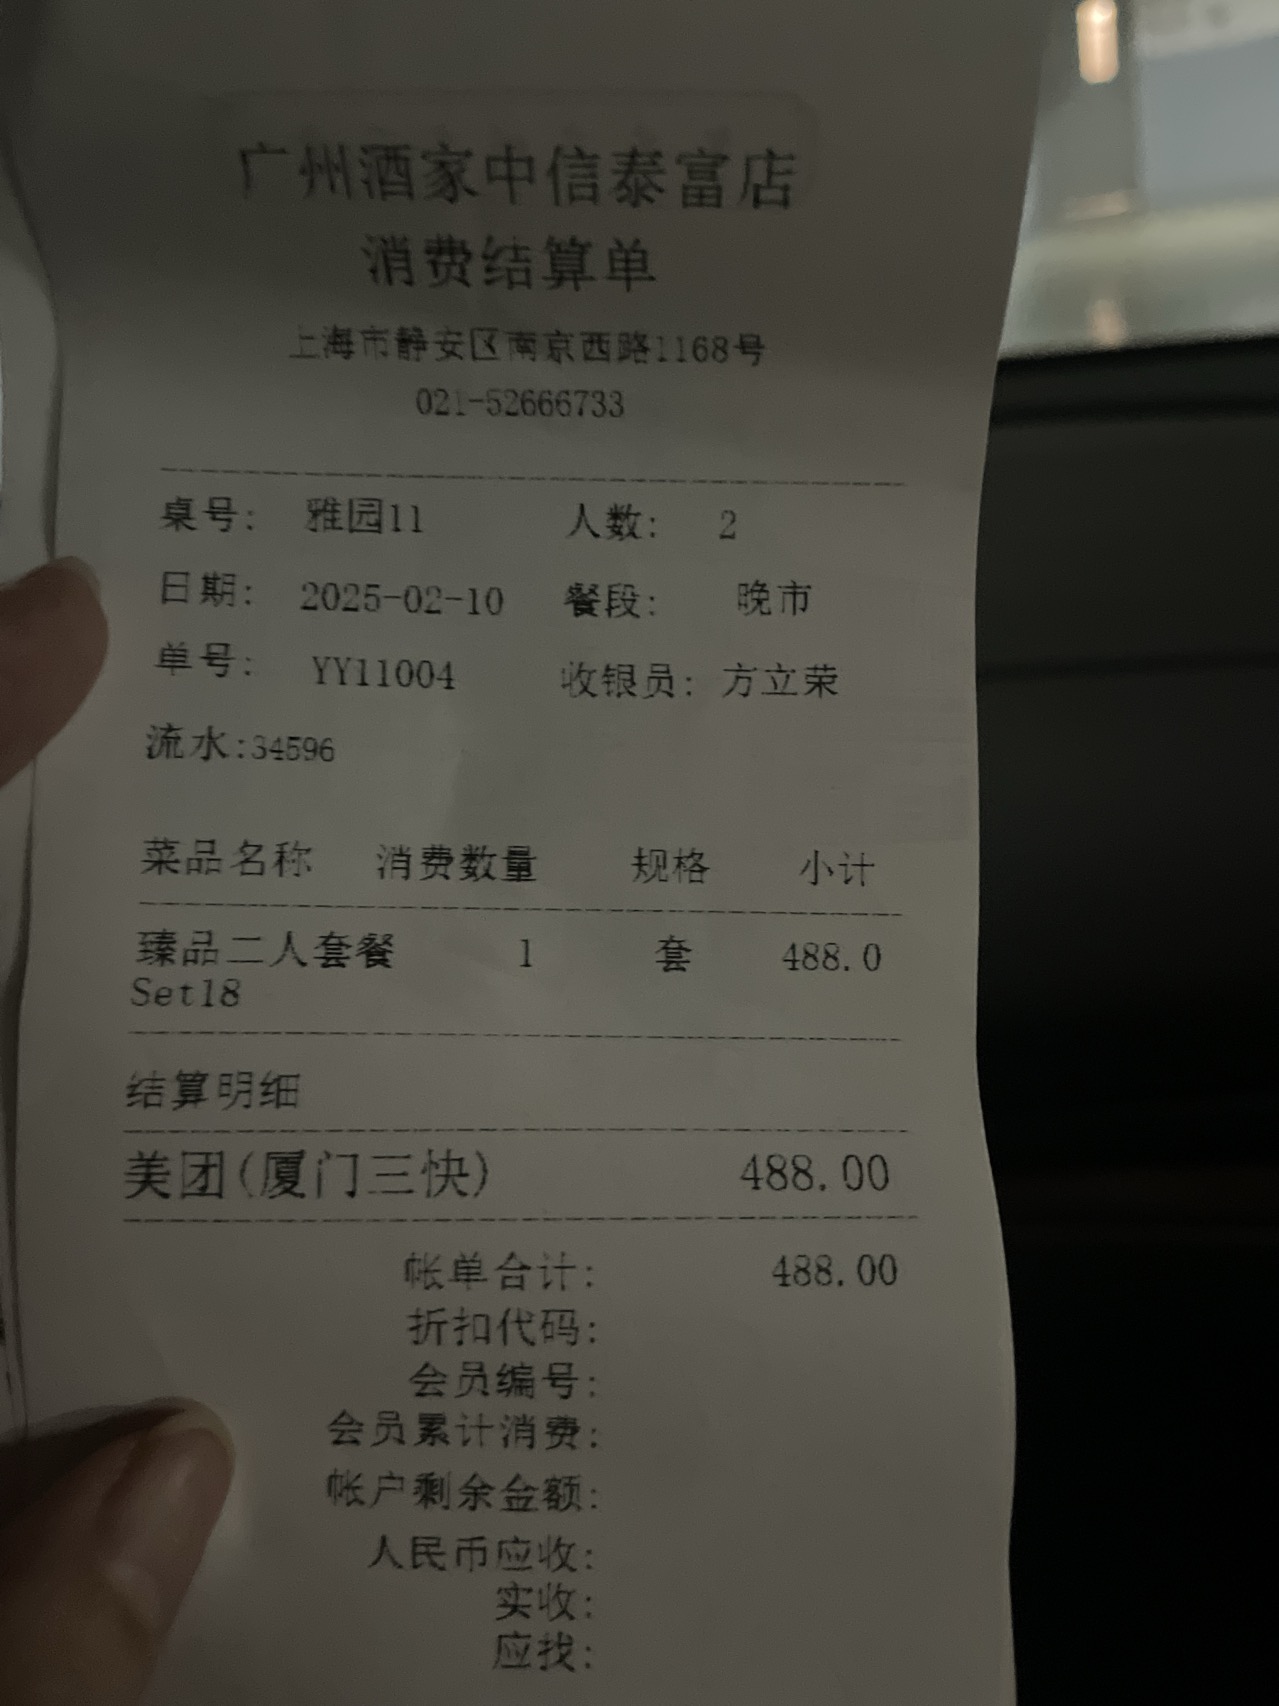 广州酒家中信泰富店
消费结算单
上海市静安区南京西路1168号
021-52666733
桌号: 雅园11 人数: 2
日期: 2025-02-10 餐段: 晚市
单号: YY11004 收银员: 方立荣
流水:34596
菜品名称 消费数量 规格 小计
臻品二人套餐 1 套 488.0
Set18
结算明细
美团(厦门三快) 488.00
帐单合计: 488.00
折扣代码:
会员编号:
会员累计消费:
帐户剩余金额:
人民币应收:
实收:
应找: